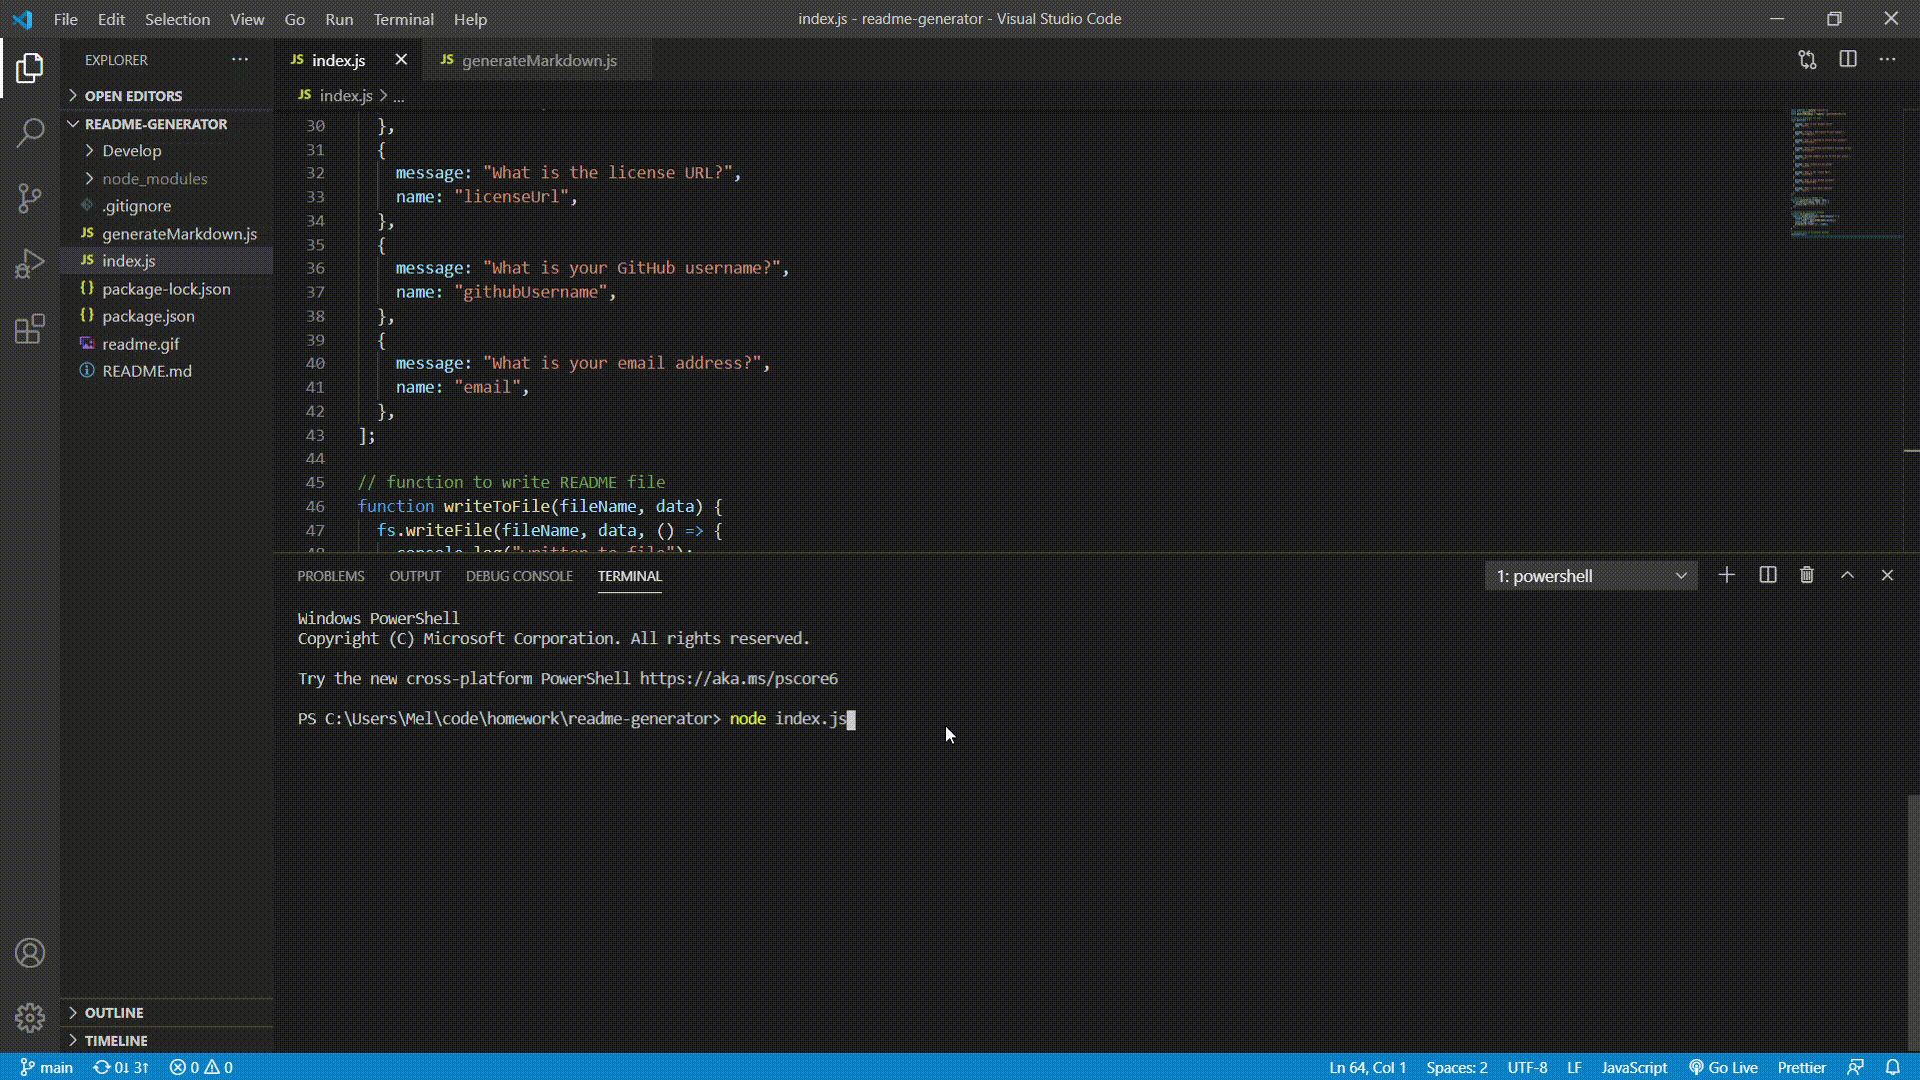 File Edit Selection View Go Run Terminal Help
index.js - readme-generator - Visual Studio Code
EXPLORER
OPEN EDITORS
README-GENERATOR
Develop
node_modules
.gitignore
JS generateMarkdown.js
JS index.js
{} package-lock.json
{} package.json
readme.gif
README.md
OUTLINE
TIMELINE
JS index.js
JS generateMarkdown.js
JS index.js > ...
30 },
31 {
32 message: "What is the license URL?",
33 name: "licenseUrl",
34 },
35 {
36 message: "What is your GitHub username?",
37 name: "githubUsername",
38 },
39 {
40 message: "What is your email address?",
41 name: "email",
42 },
43 ];
44
45 // function to write README file
46 function writeToFile(fileName, data) {
47 fs.writeFile(fileName, data, () => {
48 console.log("written to file");
PROBLEMS OUTPUT DEBUG CONSOLE TERMINAL
1: powershell
Windows PowerShell
Copyright (C) Microsoft Corporation. All rights reserved.
Try the new cross-platform PowerShell https://aka.ms/pscore6
PS C:\Users\Mel\code\homework\readme-generator> node index.js
main 0↓ 3↑ 0 0
Ln 64, Col 1 Spaces: 2 UTF-8 LF JavaScript Go Live Prettier